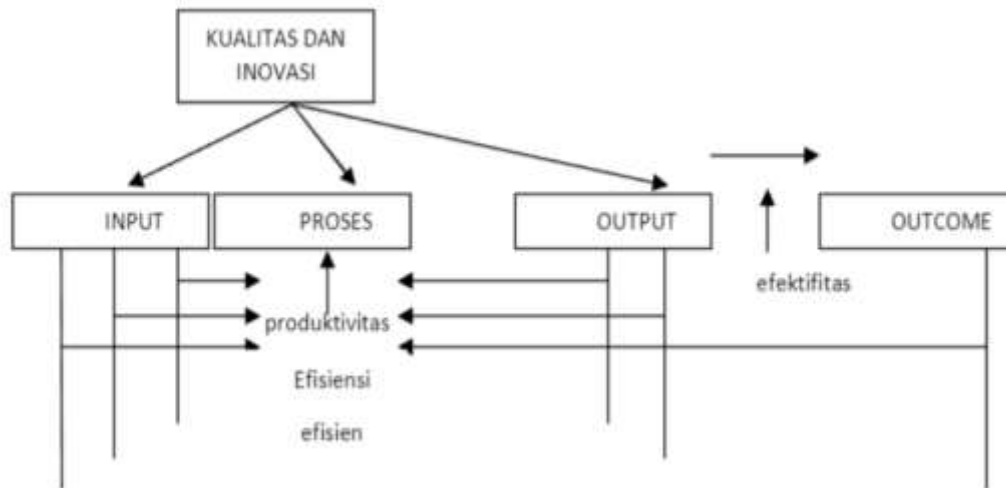 KUALITAS DAN
INOVASI
INPUT
PROSES
OUTPUT
OUTCOME
efektifitas
produktivitas
Efisiensi
efisien